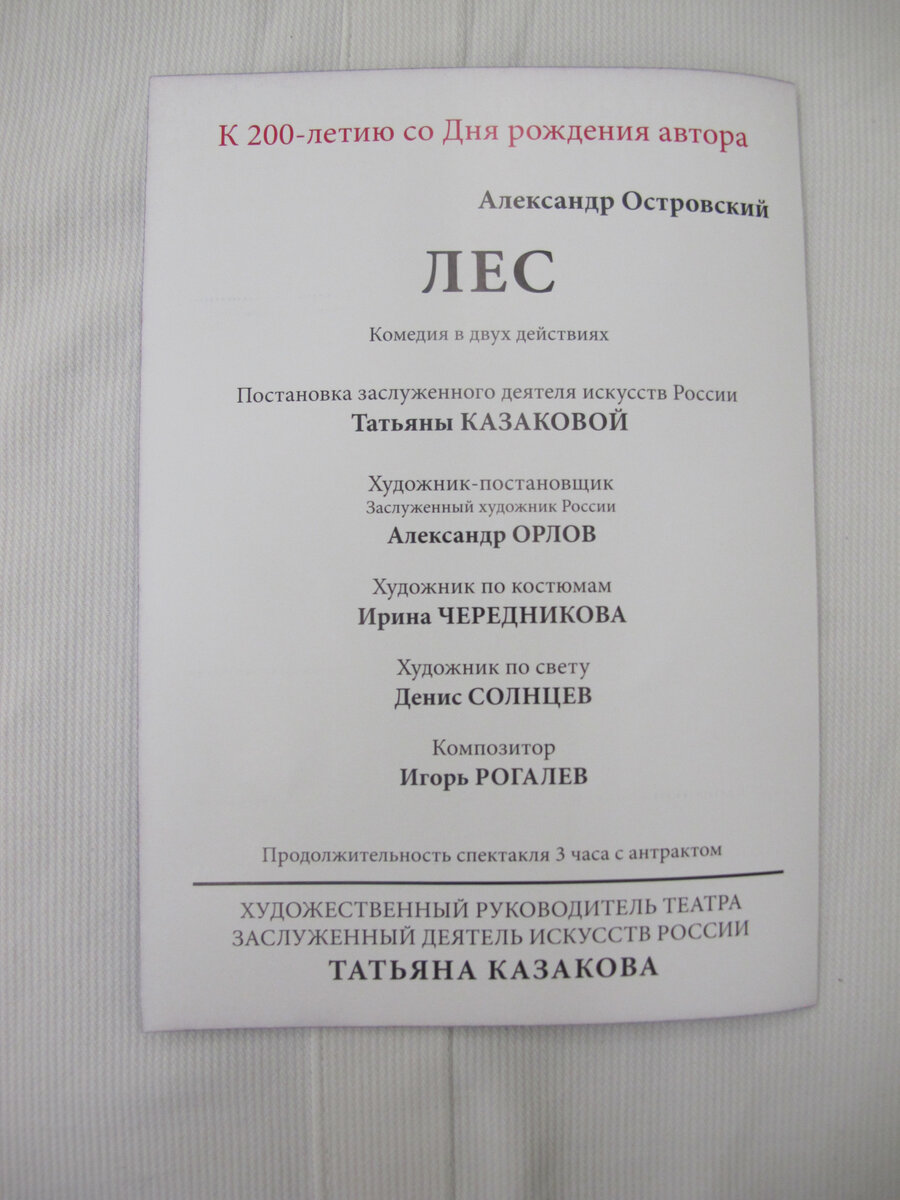 К 200-летию со Дня рождения автора
Александр Островский
ЛЕС
Комедия в двух действиях
Постановка заслуженного деятеля искусств России
Татьяны КАЗАКОВОЙ
Художник-постановщик
Заслуженный художник России
Александр ОРЛОВ
Художник по костюмам
Ирина ЧЕРЕДНИКОВА
Художник по свету
Денис СОЛНЦЕВ
Композитор
Игорь РОГАЛЕВ
Продолжительность спектакля 3 часа с антрактом
ХУДОЖЕСТВЕННЫЙ РУКОВОДИТЕЛЬ ТЕАТРА
ЗАСЛУЖЕННЫЙ ДЕЯТЕЛЬ ИСКУССТВ РОССИИ
ТАТЬЯНА КАЗАКОВА